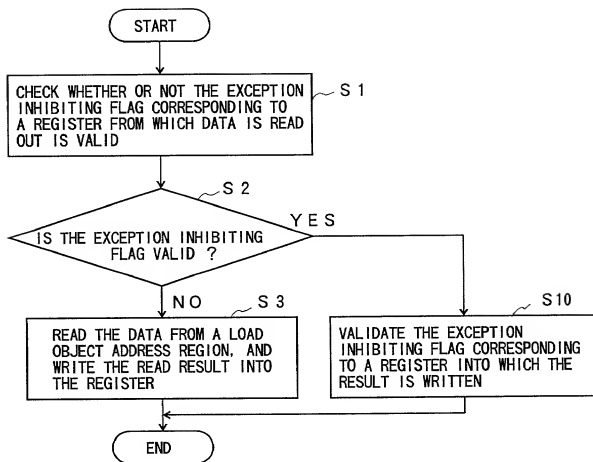 START
CHECK WHETHER OR NOT THE EXCEPTION
INHIBITING FLAG CORRESPONDING TO
A REGISTER FROM WHICH DATA IS READ
OUT IS VALID
S1
S2
IS THE EXCEPTION INHIBITING
FLAG VALID ?
YES
NO
S3
READ THE DATA FROM A LOAD
OBJECT ADDRESS REGION, AND
WRITE THE READ RESULT INTO
THE REGISTER
S10
VALIDATE THE EXCEPTION
INHIBITING FLAG CORRESPONDING
TO A REGISTER INTO WHICH THE
RESULT IS WRITTEN
END